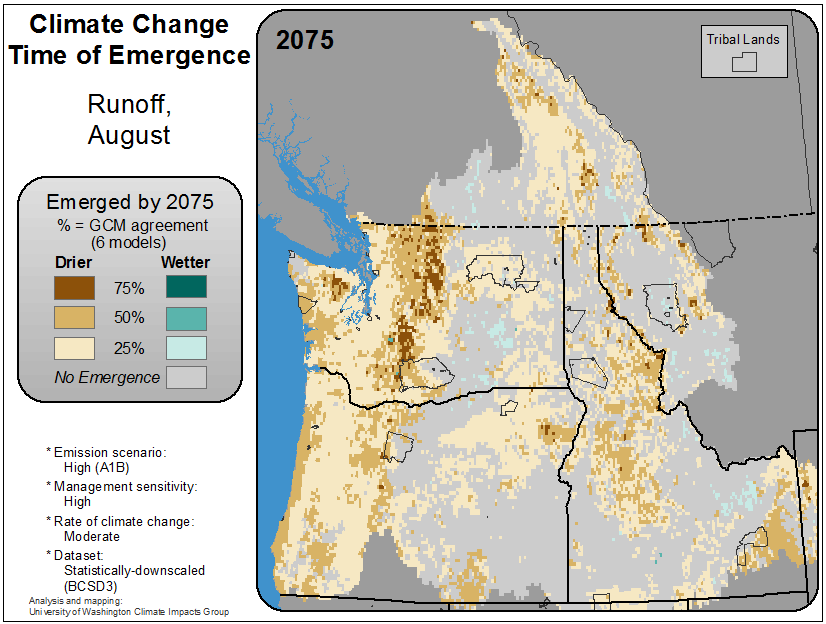 Climate Change
Time of Emergence
Runoff,
August
Emerged by 2075
% = GCM agreement
(6 models)
Drier Wetter
75%
50%
25%
No Emergence
* Emission scenario:
High (A1B)
* Management sensitivity:
High
* Rate of climate change:
Moderate
* Dataset:
Statistically-downscaled
(BCSD3)
Analysis and mapping:
University of Washington Climate Impacts Group
2075
Tribal Lands